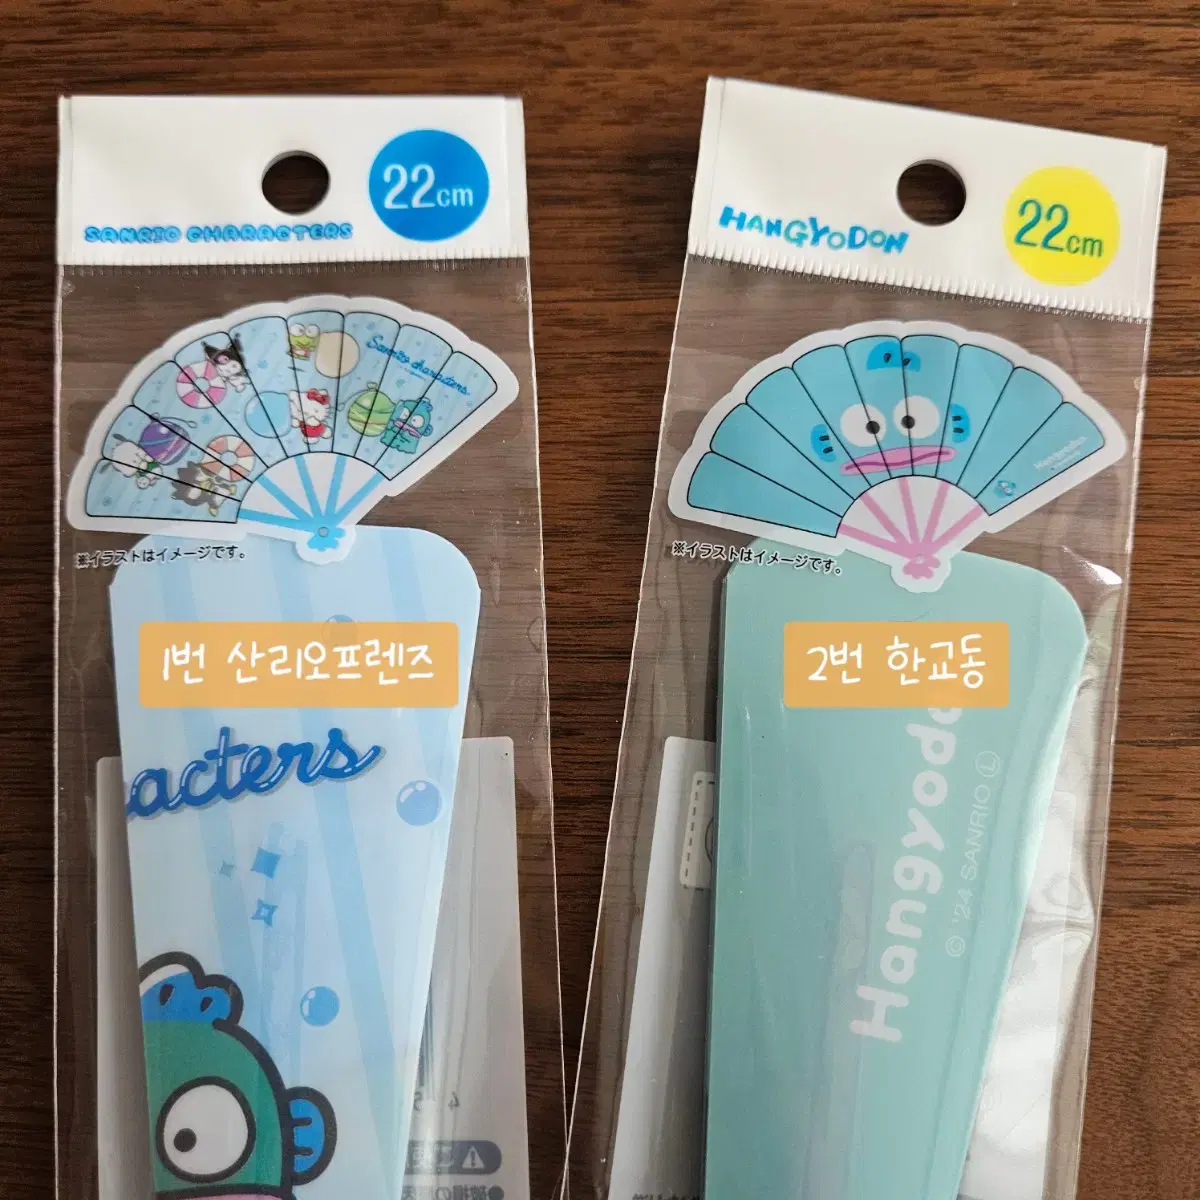 SANRIO CHARACTERS
22cm
Sanrio characters
※イラストはイメージです。
1번 산리오프렌즈
acters
HANGYODON
22cm
Hangyodon
※イラストはイメージです。
2번 한교동
Hangyodo
© '24 SANRIO Ⓛ